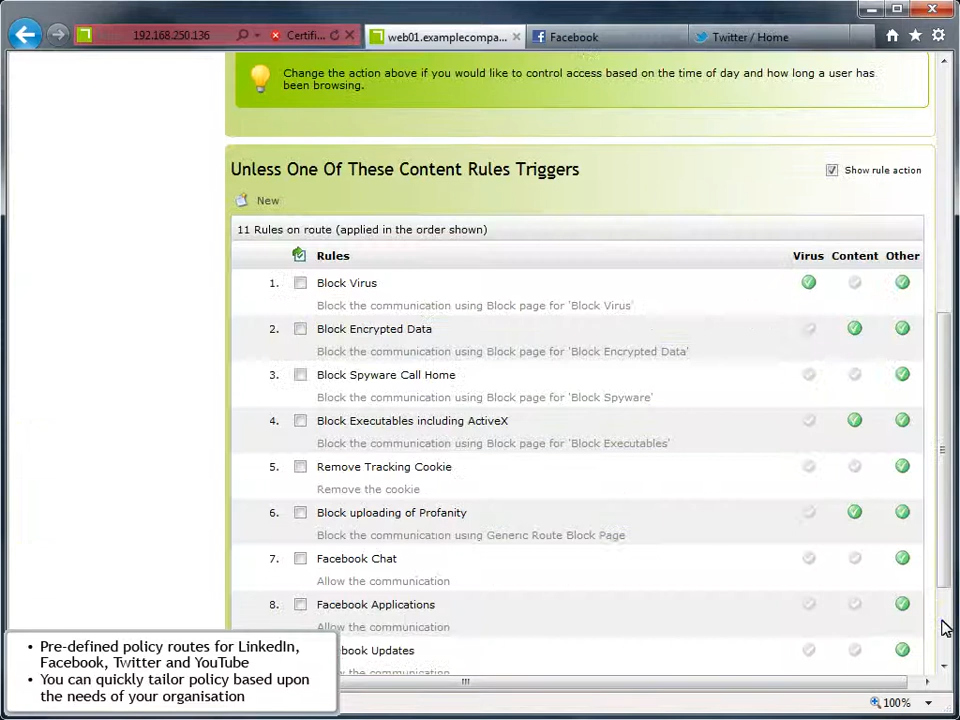 192.168.250.136
Certifi...
web01.examplecompa...
Facebook
Twitter / Home
Change the action above if you would like to control access based on the time of day and how long a user has
been browsing.
Unless One Of These Content Rules Triggers
Show rule action
New
11 Rules on route (applied in the order shown)
Rules Virus Content Other
1. Block Virus
Block the communication using Block page for 'Block Virus'
2. Block Encrypted Data
Block the communication using Block page for 'Block Encrypted Data'
3. Block Spyware Call Home
Block the communication using Block page for 'Block Spyware'
4. Block Executables including ActiveX
Block the communication using Block page for 'Block Executables'
5. Remove Tracking Cookie
Remove the cookie
6. Block uploading of Profanity
Block the communication using Generic Route Block Page
7. Facebook Chat
Allow the communication
8. Facebook Applications
Allow the communication
book Updates
communication
• Pre-defined policy routes for LinkedIn,
Facebook, Twitter and YouTube
• You can quickly tailor policy based upon
the needs of your organisation
100%